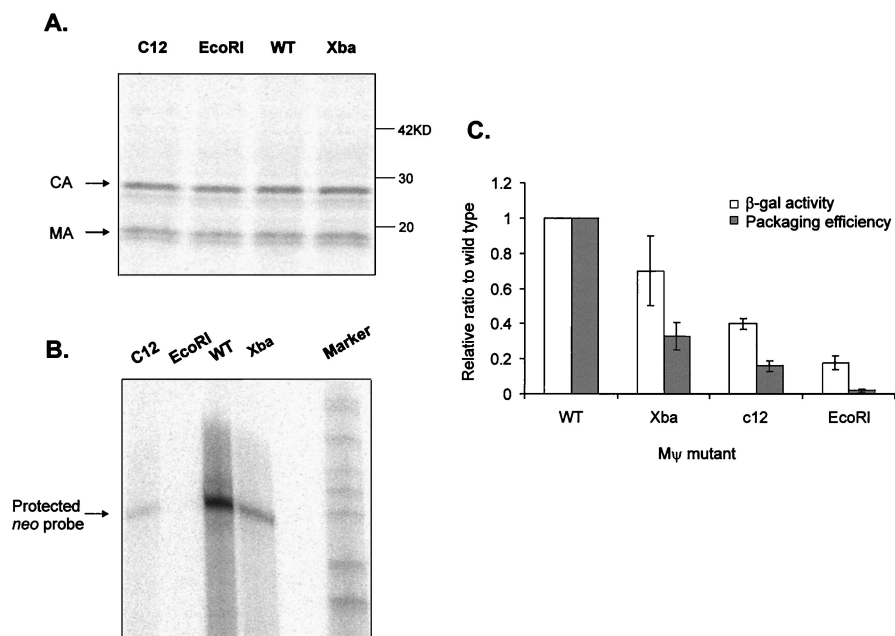 A.
C12 EcoRI WT Xba
42KD
CA
30
MA
20
B.
C12 EcoRI WT Xba Marker
Protected
neo probe
C.
Relative ratio to wild type
1.2
1
0.8
0.6
0.4
0.2
0
β-gal activity
Packaging efficiency
WT Xba c12 EcoRI
Mψ mutant